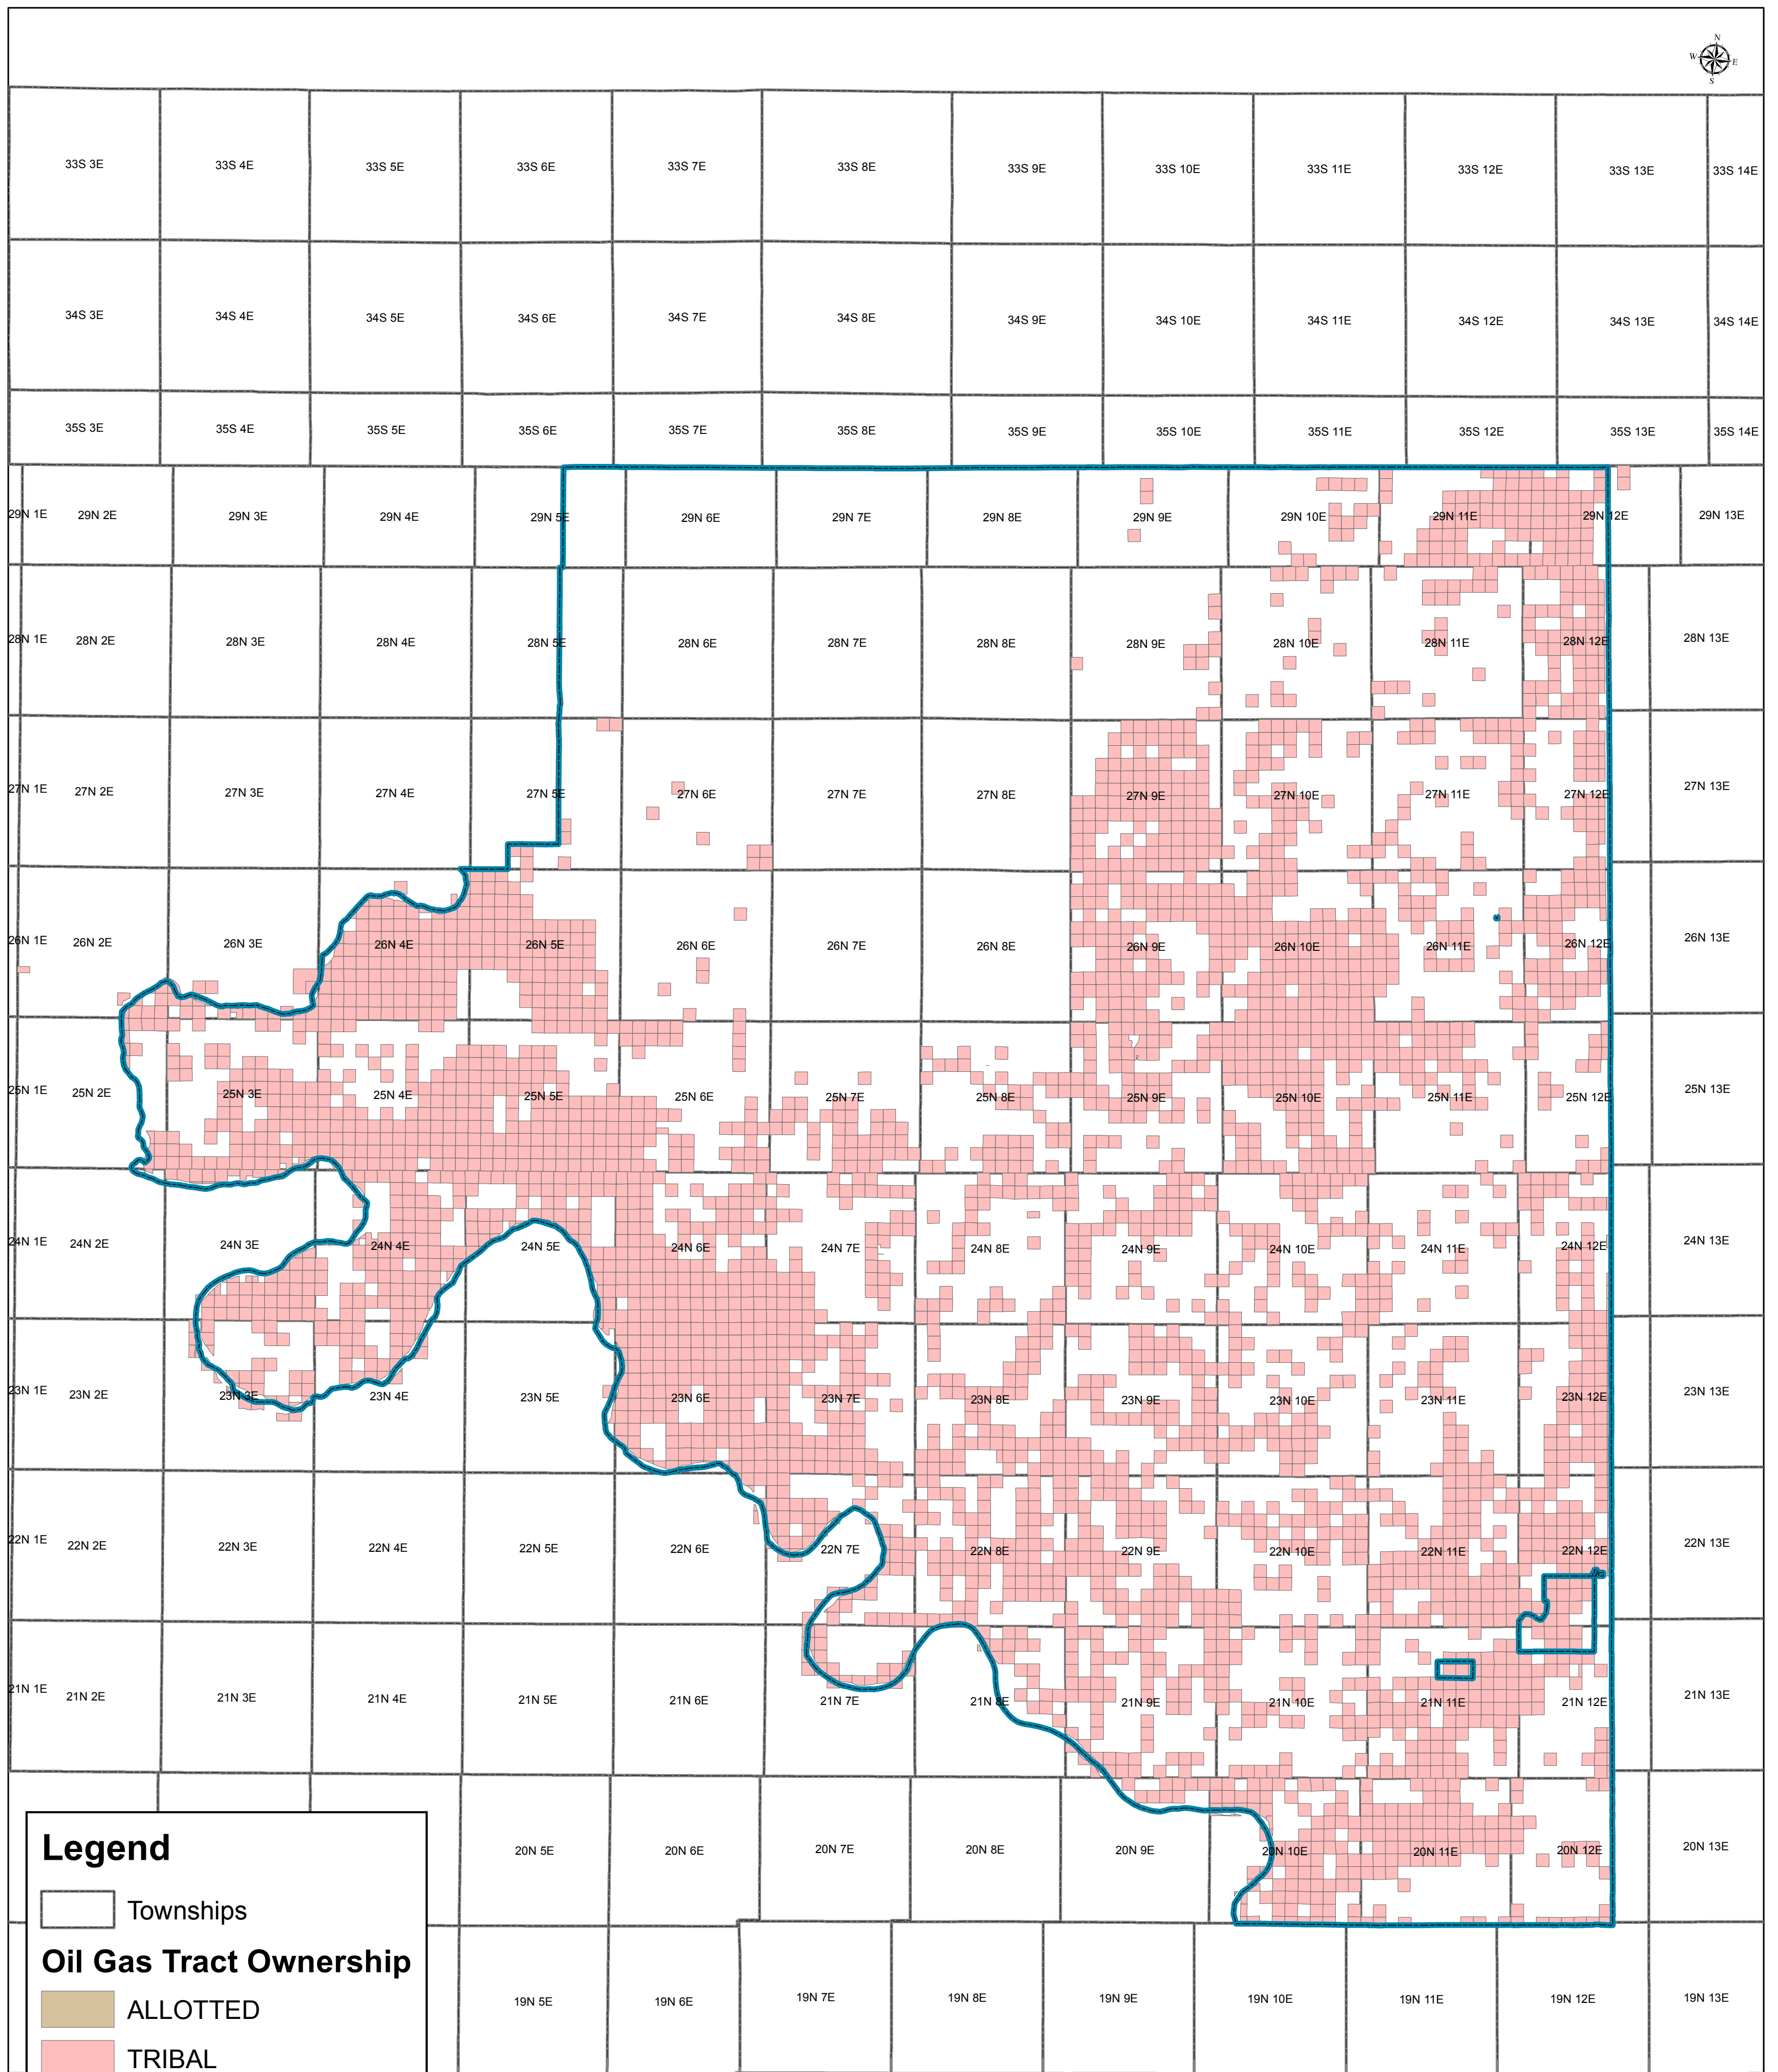 N
W E
S
33S 3E 33S 4E 33S 5E 33S 6E 33S 7E 33S 8E 33S 9E 33S 10E 33S 11E 33S 12E 33S 13E 33S 14E
34S 3E 34S 4E 34S 5E 34S 6E 34S 7E 34S 8E 34S 9E 34S 10E 34S 11E 34S 12E 34S 13E 34S 14E
35S 3E 35S 4E 35S 5E 35S 6E 35S 7E 35S 8E 35S 9E 35S 10E 35S 11E 35S 12E 35S 13E 35S 14E
29N 1E 29N 2E 29N 3E 29N 4E 29N 5E 29N 6E 29N 7E 29N 8E 29N 9E 29N 10E 29N 11E 29N 12E 29N 13E
28N 1E 28N 2E 28N 3E 28N 4E 28N 5E 28N 6E 28N 7E 28N 8E 28N 9E 28N 10E 28N 11E 28N 12E 28N 13E
27N 1E 27N 2E 27N 3E 27N 4E 27N 5E 27N 6E 27N 7E 27N 8E 27N 9E 27N 10E 27N 11E 27N 12E 27N 13E
26N 1E 26N 2E 26N 3E 26N 4E 26N 5E 26N 6E 26N 7E 26N 8E 26N 9E 26N 10E 26N 11E 26N 12E 26N 13E
25N 1E 25N 2E 25N 3E 25N 4E 25N 5E 25N 6E 25N 7E 25N 8E 25N 9E 25N 10E 25N 11E 25N 12E 25N 13E
24N 1E 24N 2E 24N 3E 24N 4E 24N 5E 24N 6E 24N 7E 24N 8E 24N 9E 24N 10E 24N 11E 24N 12E 24N 13E
23N 1E 23N 2E 23N 3E 23N 4E 23N 5E 23N 6E 23N 7E 23N 8E 23N 9E 23N 10E 23N 11E 23N 12E 23N 13E
22N 1E 22N 2E 22N 3E 22N 4E 22N 5E 22N 6E 22N 7E 22N 8E 22N 9E 22N 10E 22N 11E 22N 12E 22N 13E
21N 1E 21N 2E 21N 3E 21N 4E 21N 5E 21N 6E 21N 7E 21N 8E 21N 9E 21N 10E 21N 11E 21N 12E 21N 13E
20N 5E 20N 6E 20N 7E 20N 8E 20N 9E 20N 10E 20N 11E 20N 12E 20N 13E
19N 5E 19N 6E 19N 7E 19N 8E 19N 9E 19N 10E 19N 11E 19N 12E 19N 13E
Legend
Townships
Oil Gas Tract Ownership
ALLOTTED
TRIBAL